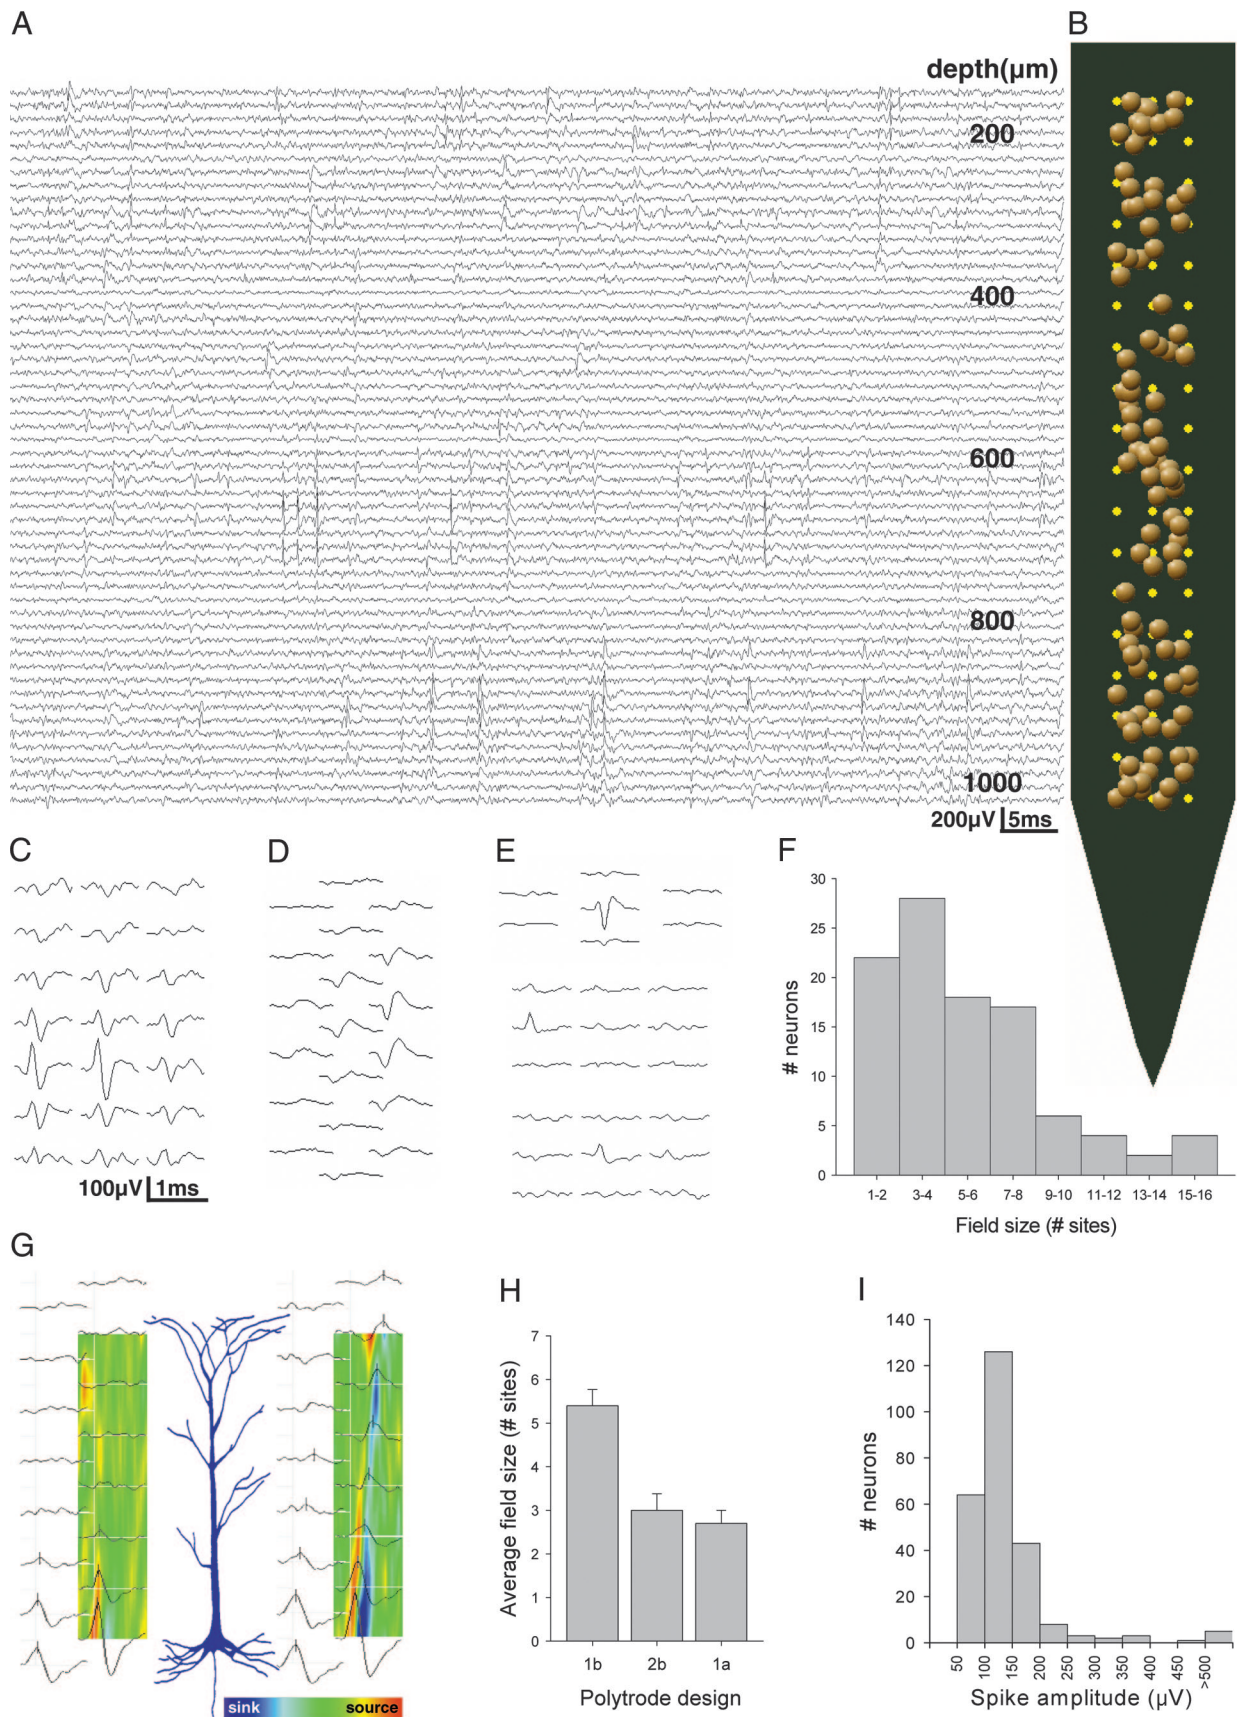 A
B
depth(µm)
200
400
600
800
1000
200µV 5ms
C
D
E
F
100µV 1ms
# neurons
30
25
20
15
10
5
0
1-2 3-4 5-6 7-8 9-10 11-12 13-14 15-16
Field size (# sites)
G
sink source
H
Average field size (# sites)
7
6
5
4
3
2
1
0
1b 2b 1a
Polytrode design
I
# neurons
140
120
100
80
60
40
20
0
50 100 150 200 250 300 350 400 450 >500
Spike amplitude (µV)